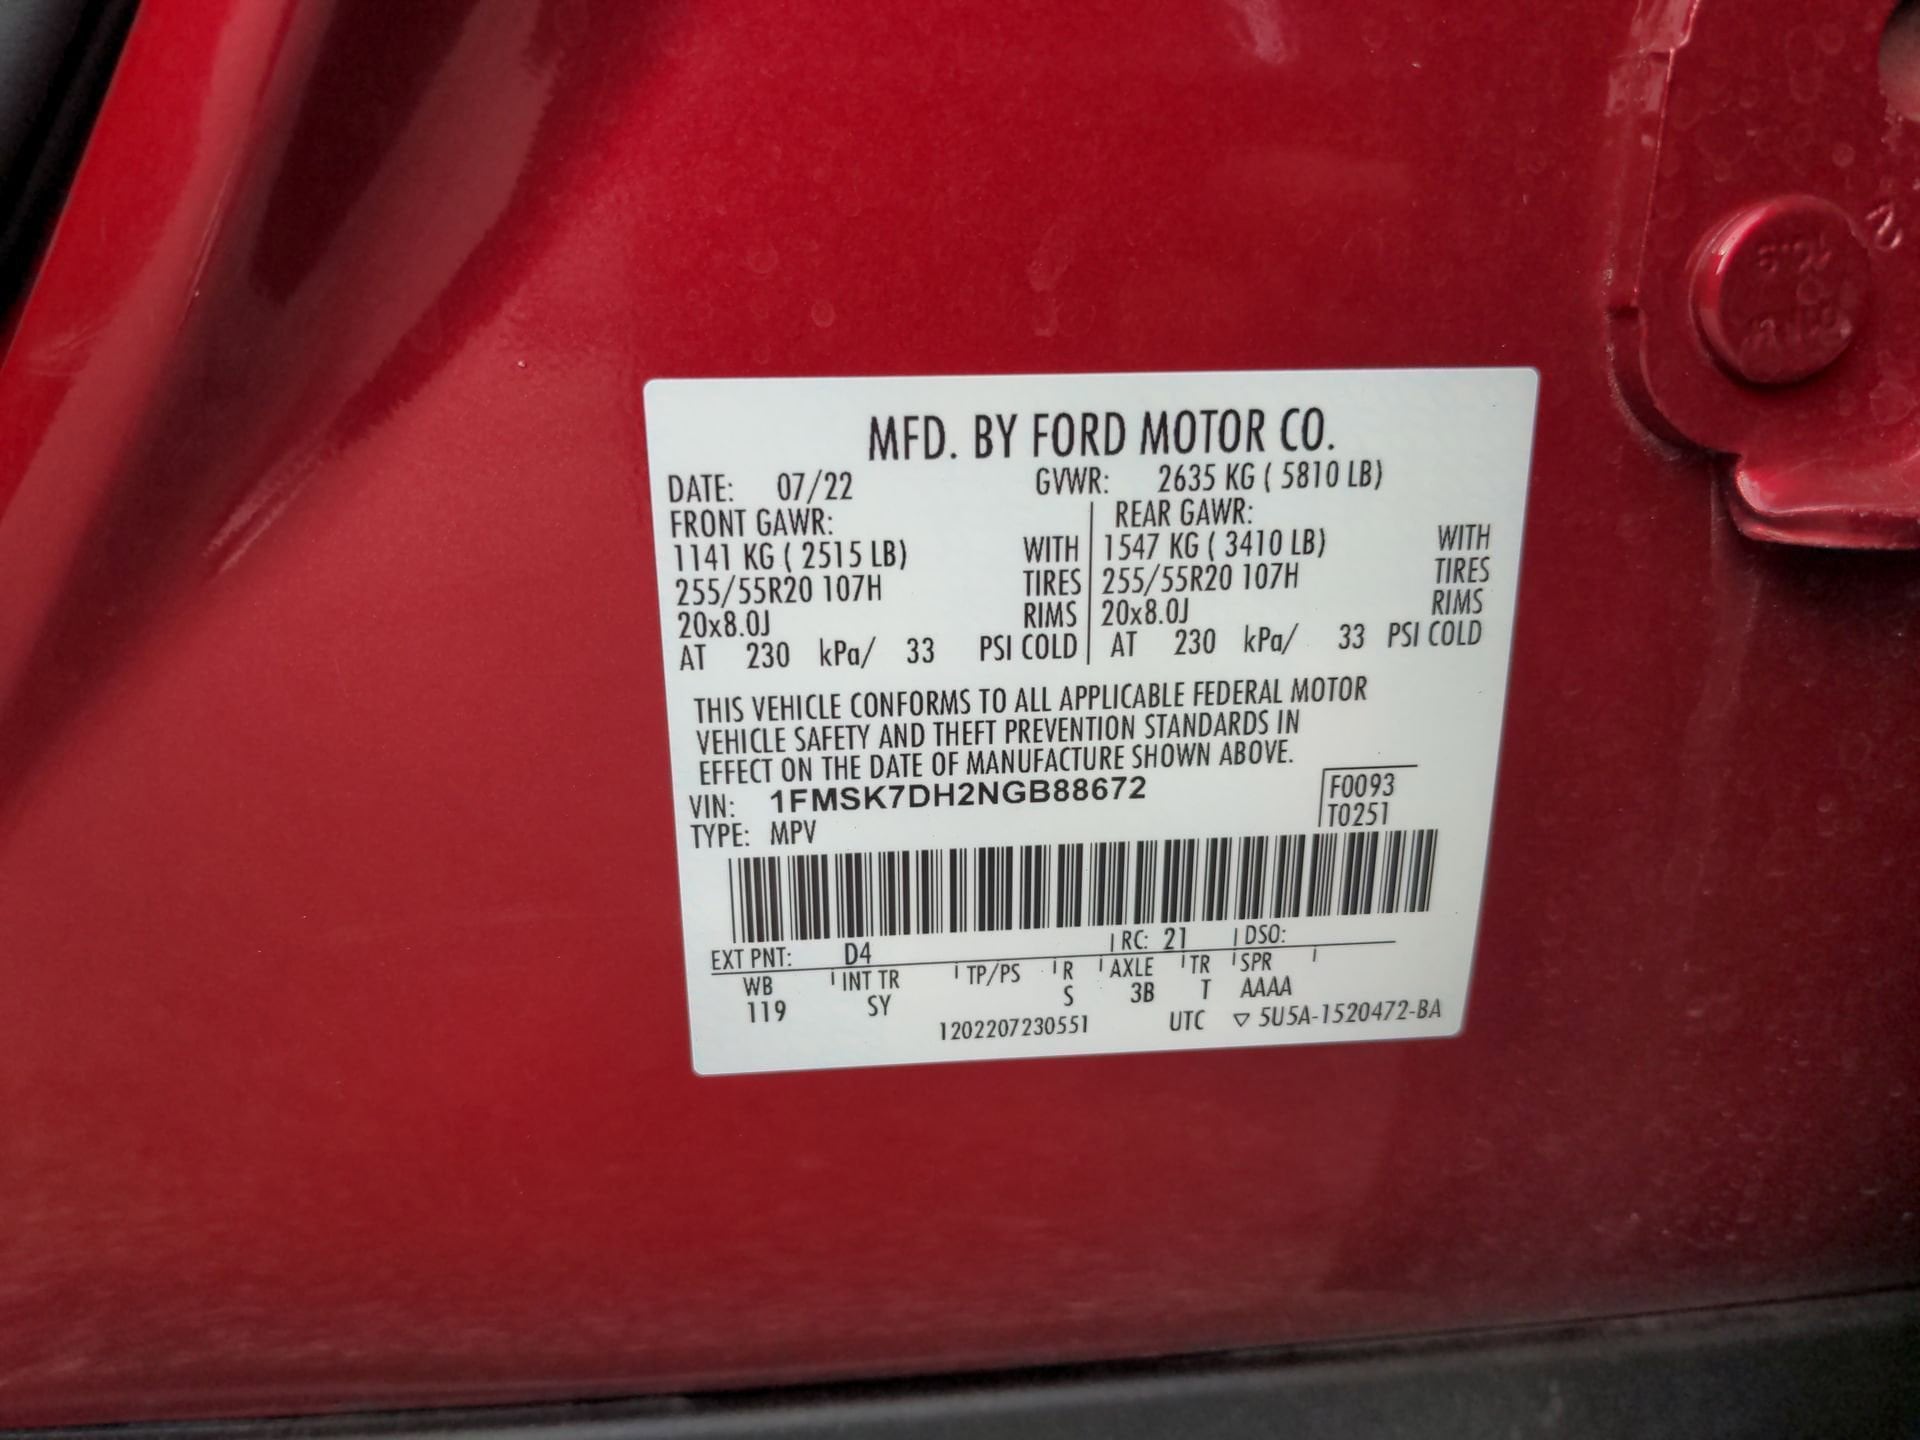 MFD. BY FORD MOTOR CO.
DATE: 07/22 GVWR: 2635 KG ( 5810 LB)
FRONT GAWR: REAR GAWR:
1141 KG ( 2515 LB) WITH 1547 KG ( 3410 LB) WITH
255/55R20 107H TIRES 255/55R20 107H TIRES
20x8.0J RIMS 20x8.0J RIMS
AT 230 kPa/ 33 PSI COLD AT 230 kPa/ 33 PSI COLD
THIS VEHICLE CONFORMS TO ALL APPLICABLE FEDERAL MOTOR
VEHICLE SAFETY AND THEFT PREVENTION STANDARDS IN
EFFECT ON THE DATE OF MANUFACTURE SHOWN ABOVE.
VIN: 1FMSK7DH2NGB88672 F0093
TYPE: MPV T0251
EXT PNT: D4 RC: 21 DSO:
WB INT TR TP/PS R AXLE TR SPR
119 SY S 3B T AAAA
1202207230551 UTC ▽ 5U5A-1520472-BA